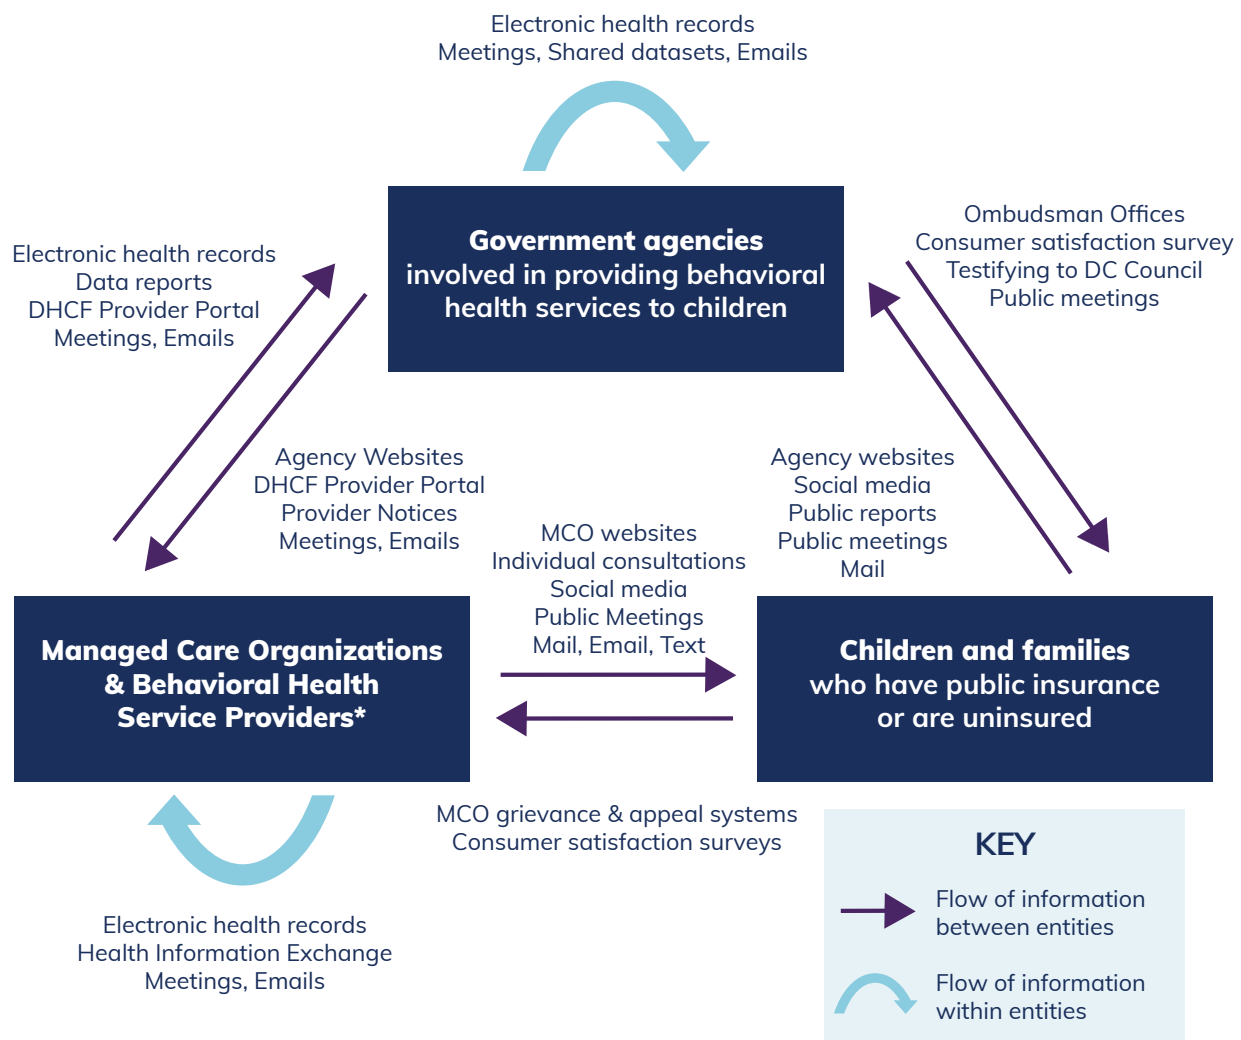 Electronic health records
Meetings, Shared datasets, Emails
Government agencies
involved in providing behavioral
health services to children
Electronic health records
Data reports
DHCF Provider Portal
Meetings, Emails
Ombudsman Offices
Consumer satisfaction survey
Testifying to DC Council
Public meetings
Agency Websites
DHCF Provider Portal
Provider Notices
Meetings, Emails
Agency websites
Social media
Public reports
Public meetings
Mail
MCO websites
Individual consultations
Social media
Public Meetings
Mail, Email, Text
Managed Care Organizations
& Behavioral Health
Service Providers*
Children and families
who have public insurance
or are uninsured
MCO grievance & appeal systems
Consumer satisfaction surveys
Electronic health records
Health Information Exchange
Meetings, Emails
KEY
Flow of information
between entities
Flow of information
within entities